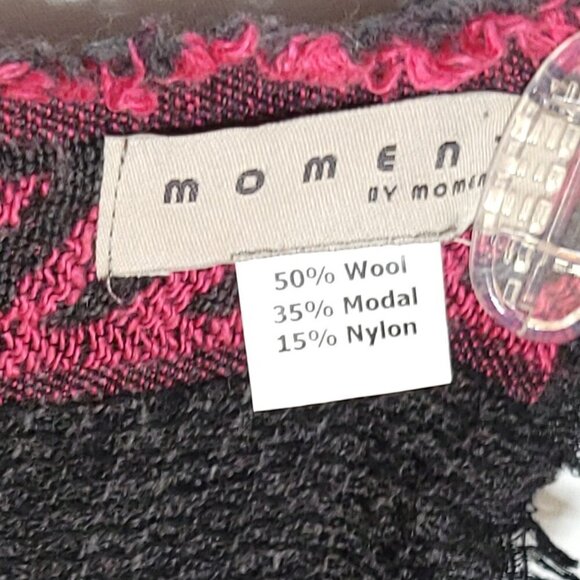 momen
BY momen
50% Wool
35% Modal
15% Nylon